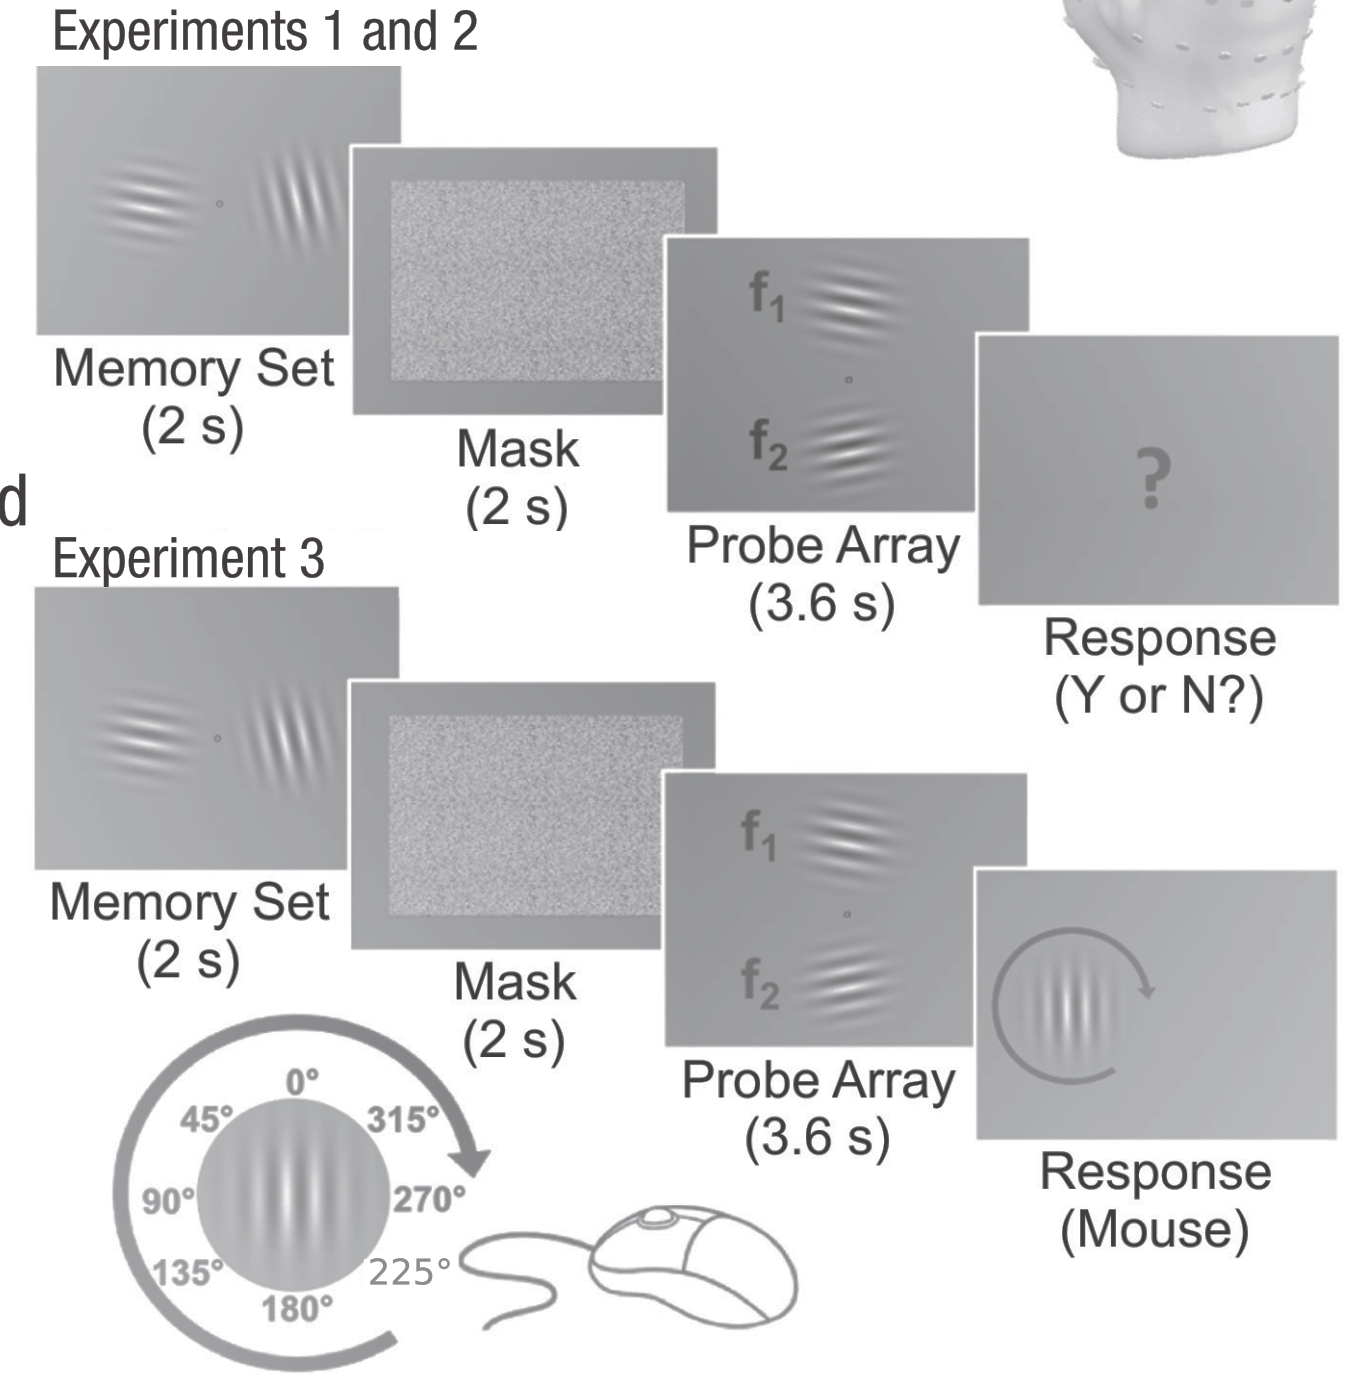 Experiments 1 and 2
f1
f2
?
Memory Set
(2 s)
Mask
(2 s)
Probe Array
(3.6 s)
Response
(Y or N?)
d
Experiment 3
f1
f2
Memory Set
(2 s)
Mask
(2 s)
Probe Array
(3.6 s)
Response
(Mouse)
0°
45°
315°
90°
270°
135°
225°
180°